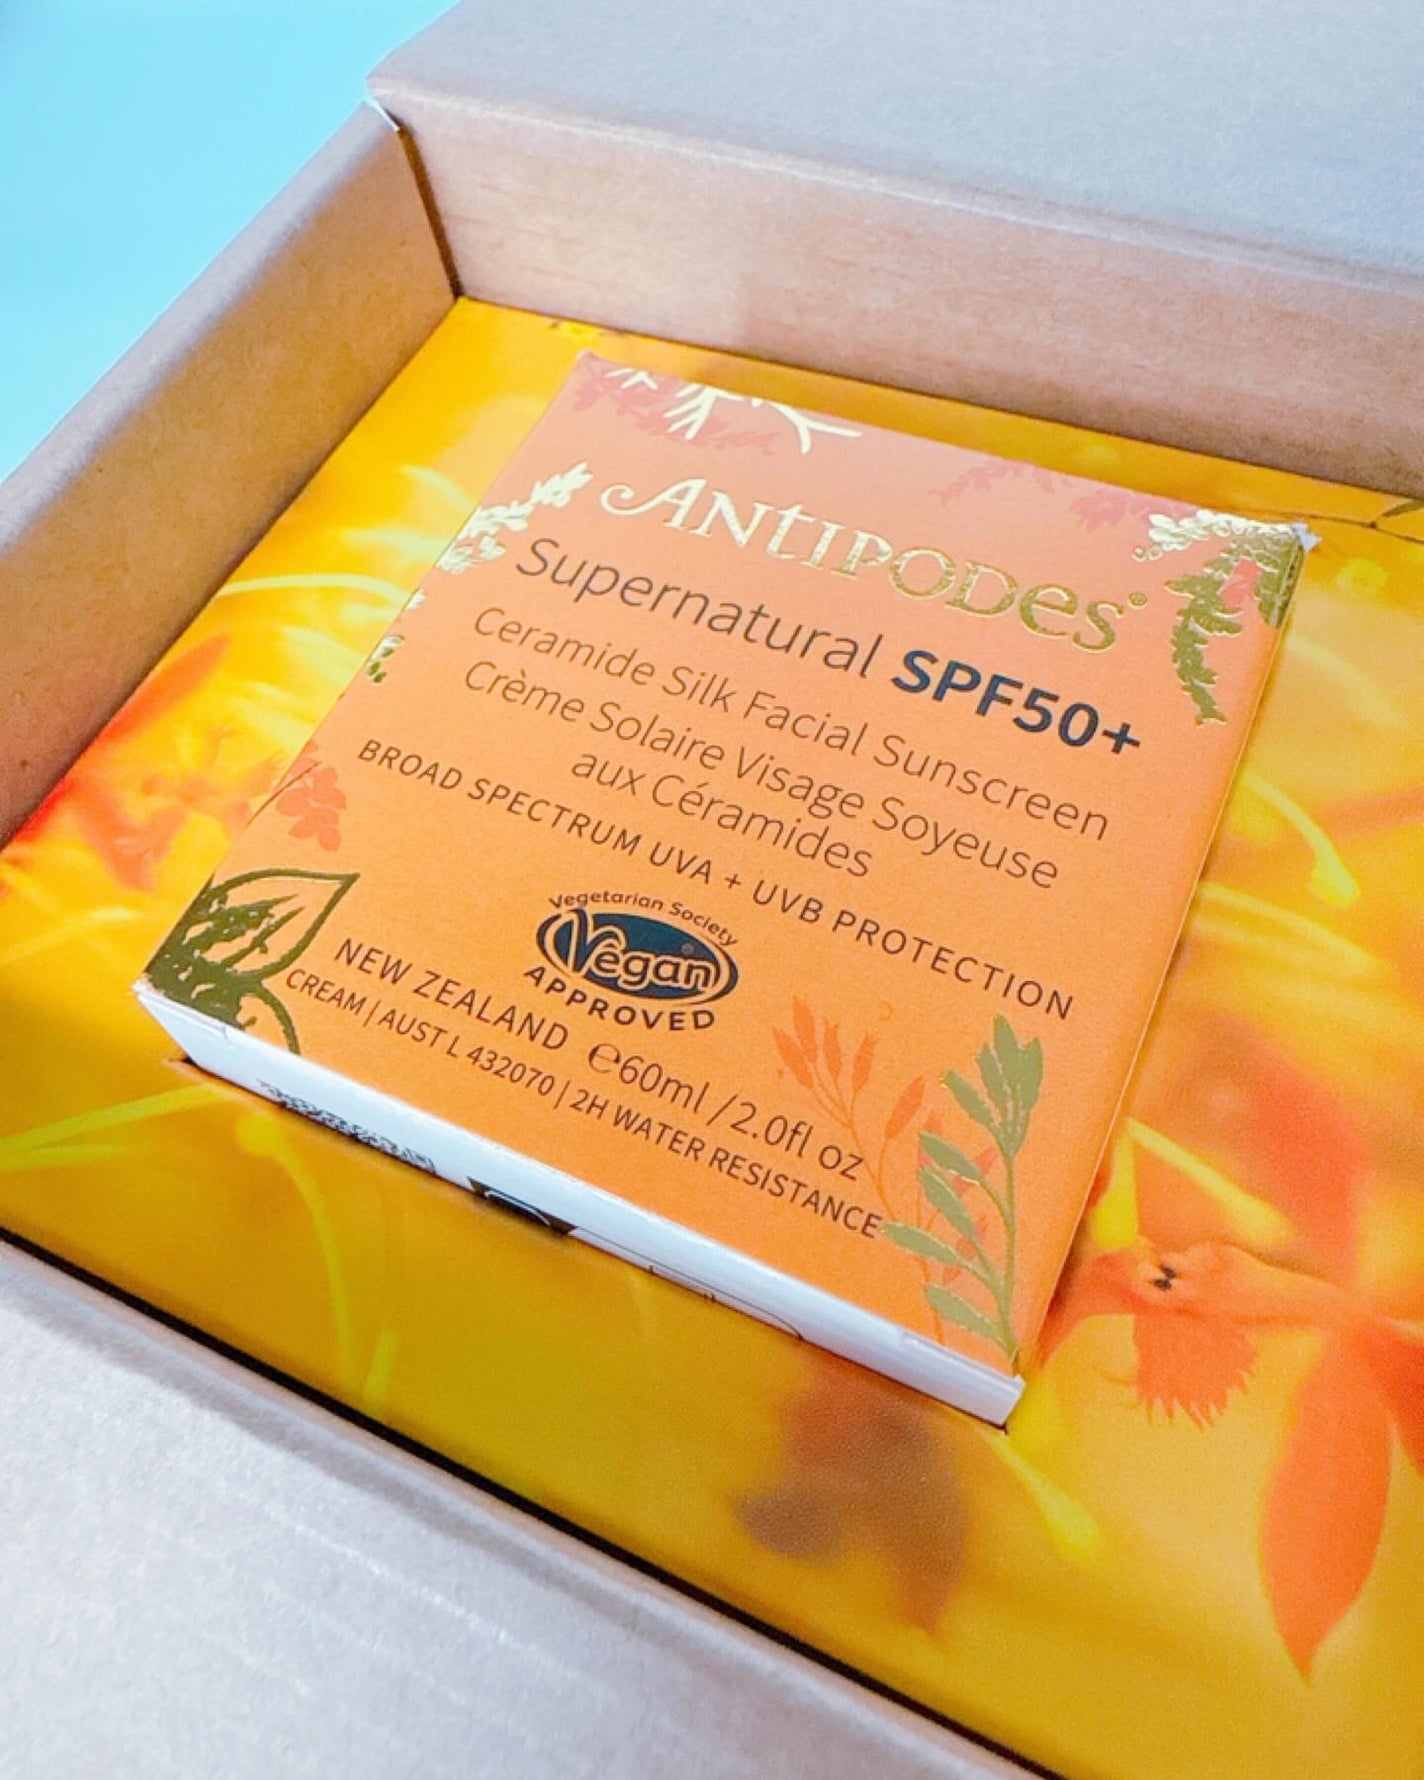 ANTIPODES®
Supernatural SPF50+
Ceramide Silk Facial Sunscreen
Crème Solaire Visage Soyeuse
aux Céramides
BROAD SPECTRUM UVA + UVB PROTECTION
Vegetarian Society
Vegan®
APPROVED
NEW ZEALAND ℮60ml / 2.0fl oz
CREAM | AUST L 432070 | 2H WATER RESISTANCE